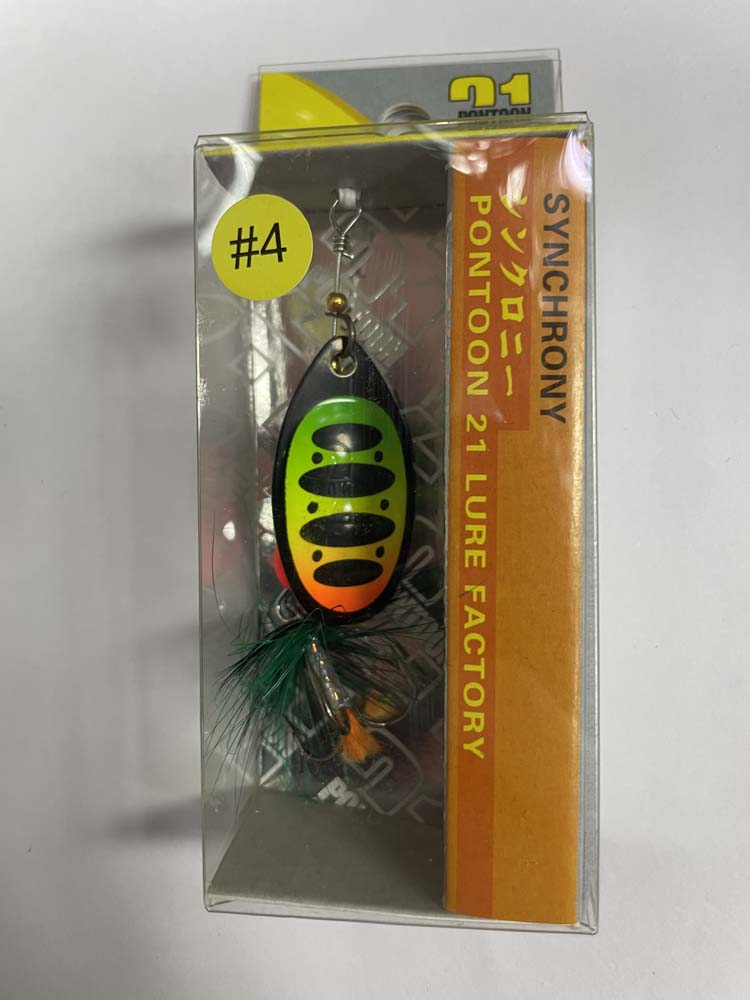 21
PONTOON
#4
SYNCHRONY
シンクロニー
PONTOON 21 LURE FACTORY